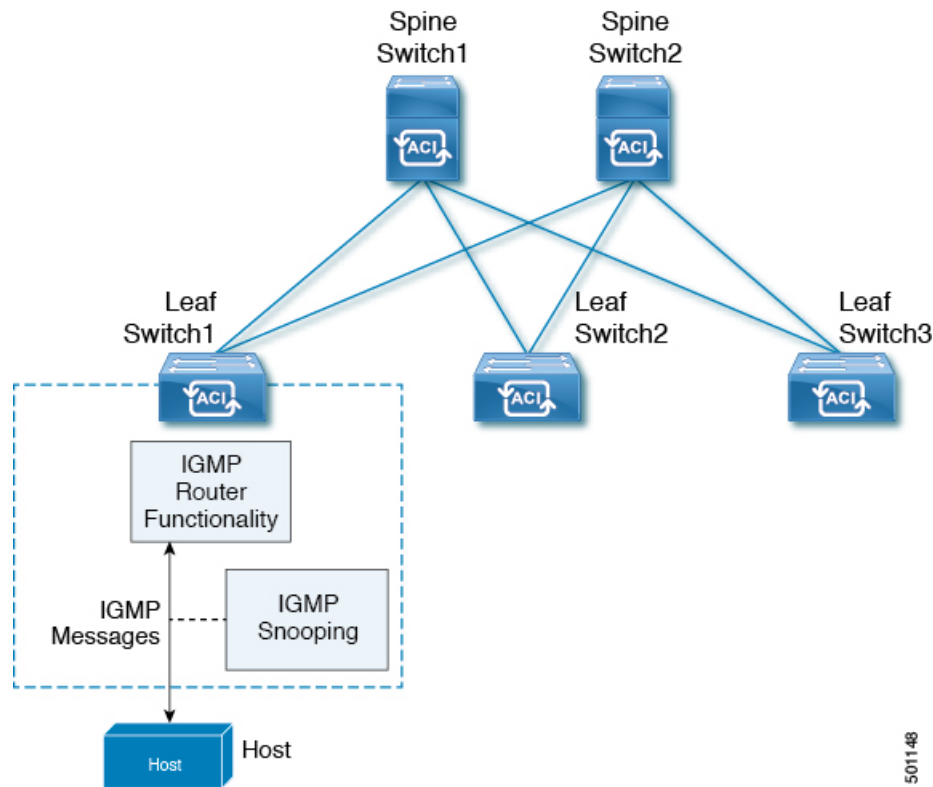 Spine
Switch1
Spine
Switch2
ACI
ACI
Leaf
Switch1
Leaf
Switch2
Leaf
Switch3
ACI
ACI
ACI
IGMP
Router
Functionality
IGMP
Messages
IGMP
Snooping
Host
Host
501148